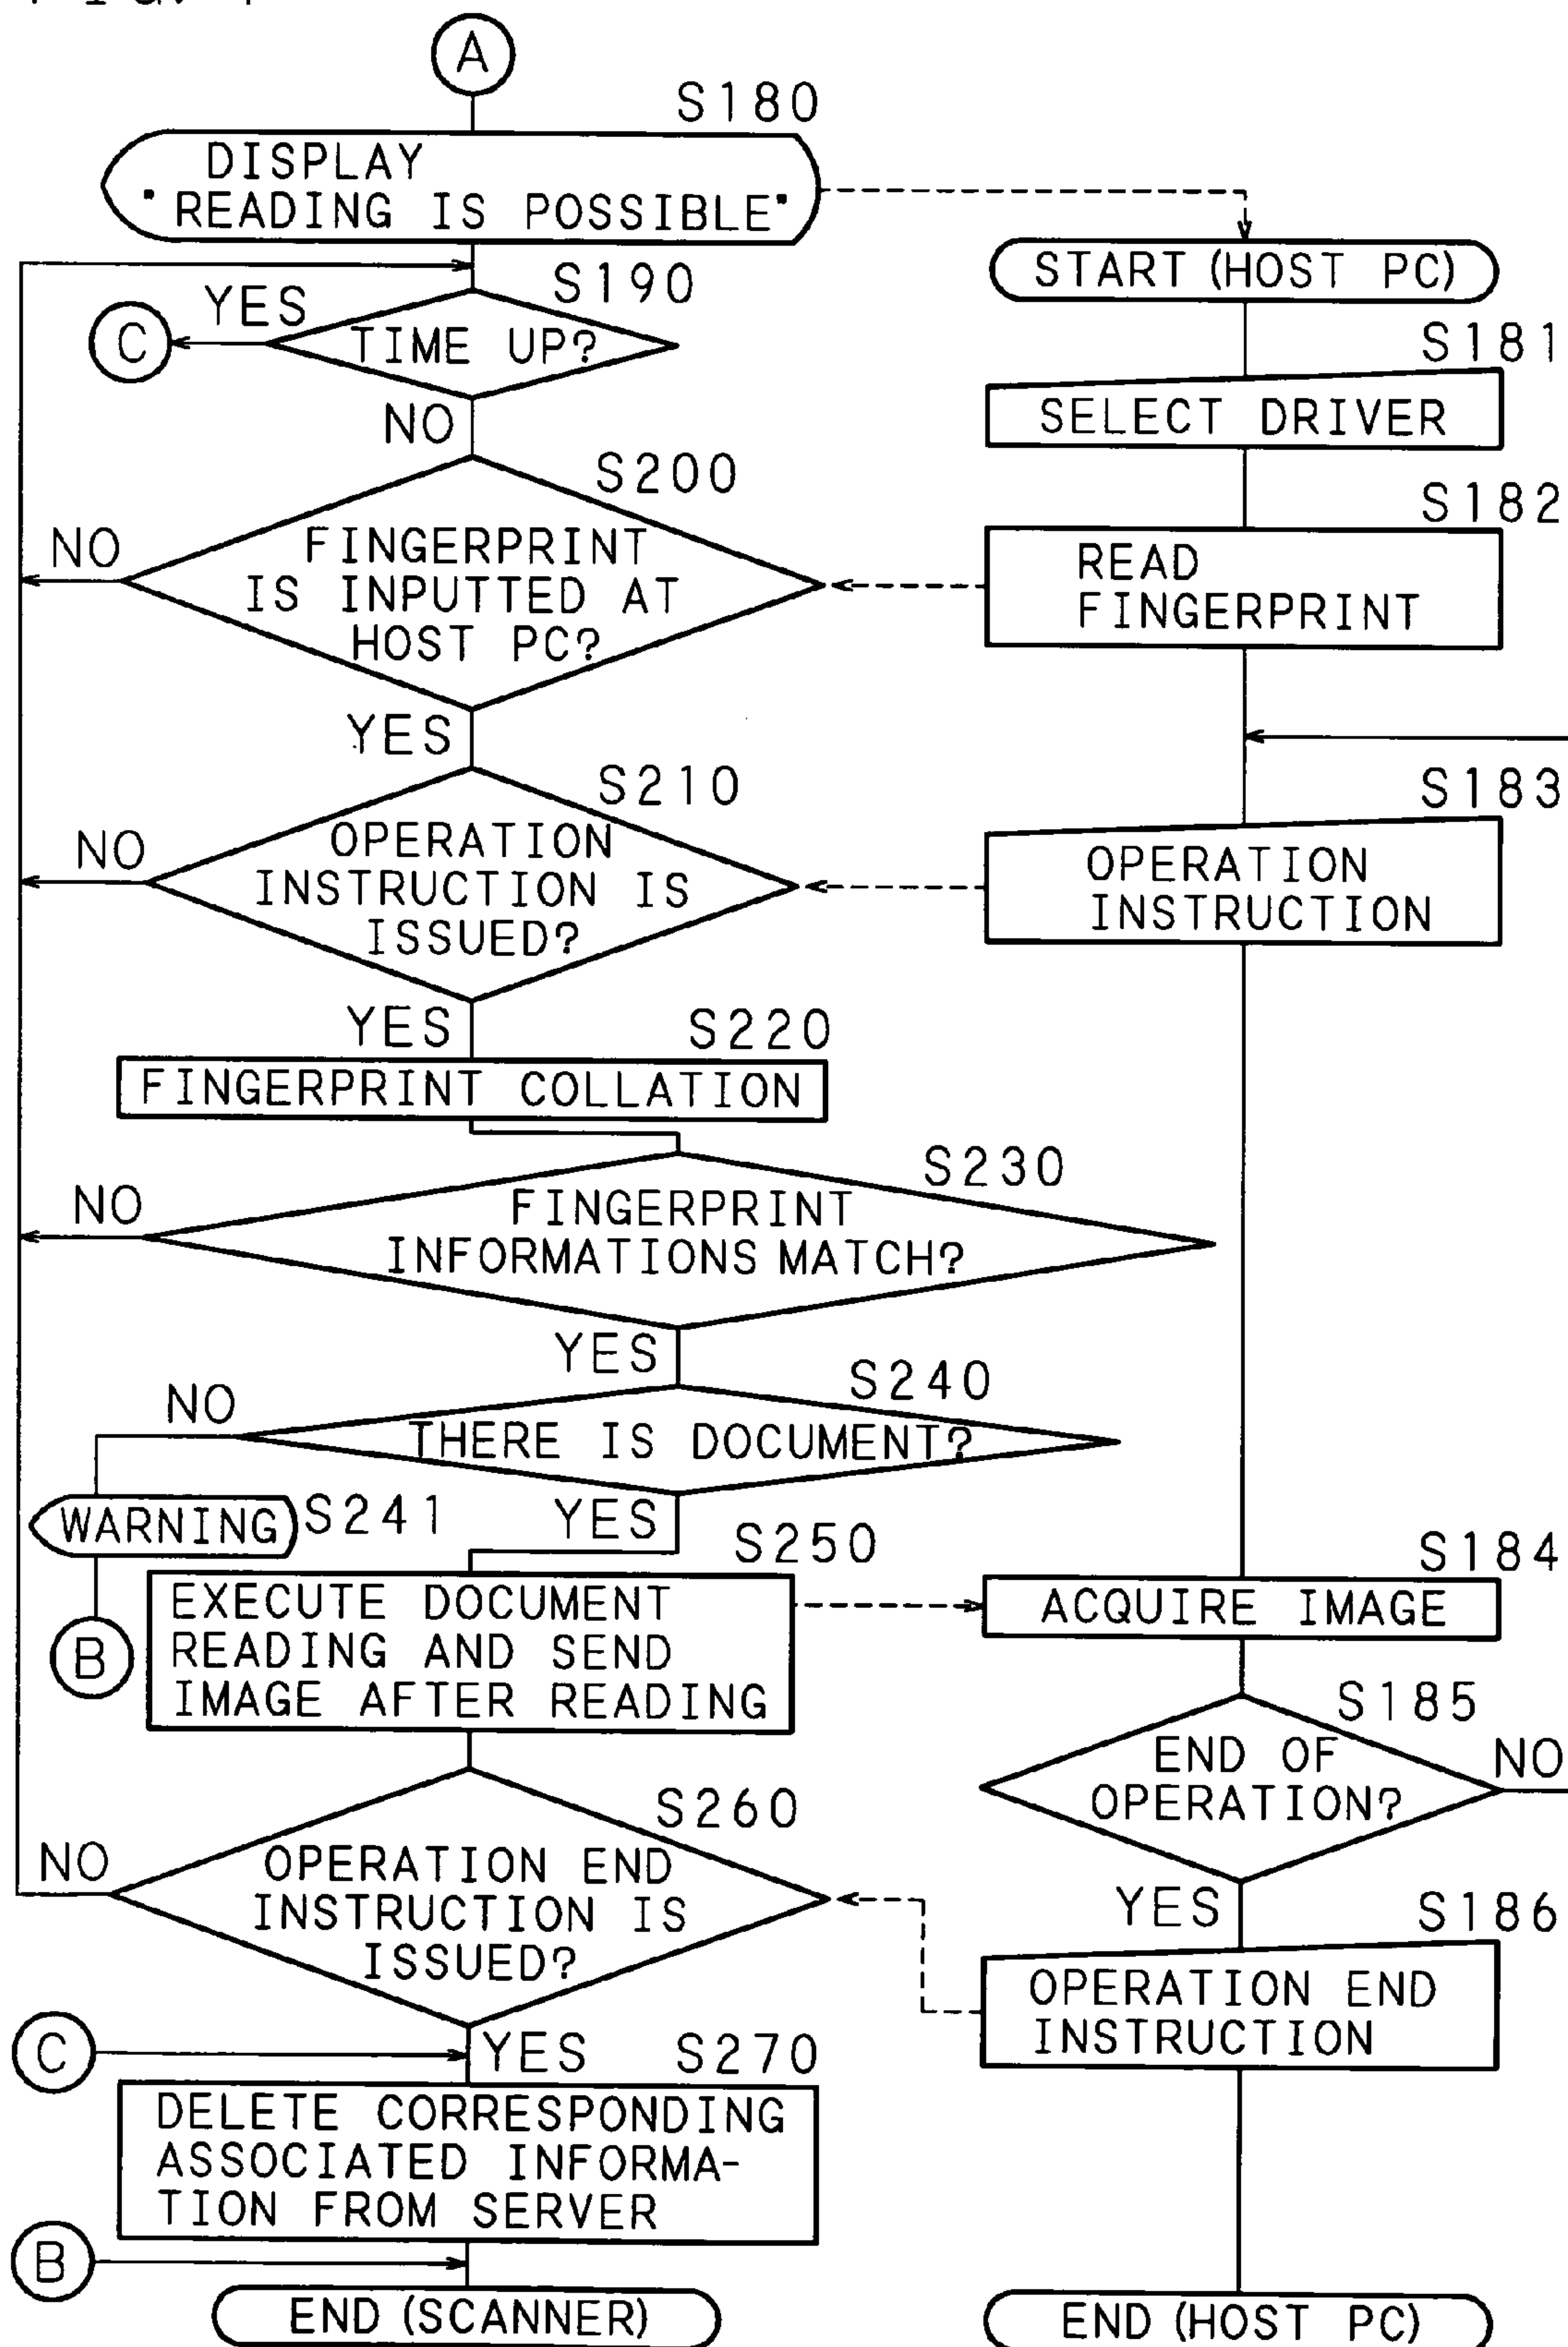 A
S180
DISPLAY
"READING IS POSSIBLE"
START (HOST PC)
S190
YES
C
TIME UP?
NO
S181
SELECT DRIVER
S200
NO
FINGERPRINT
IS INPUTTED AT
HOST PC?
YES
S182
READ
FINGERPRINT
S210
NO
OPERATION
INSTRUCTION IS
ISSUED?
YES
S183
OPERATION
INSTRUCTION
S220
FINGERPRINT COLLATION
S230
NO
FINGERPRINT
INFORMATIONS MATCH?
YES
S240
NO
THERE IS DOCUMENT?
YES
WARNING
S241
B
S250
EXECUTE DOCUMENT
READING AND SEND
IMAGE AFTER READING
S184
ACQUIRE IMAGE
S185
END OF
OPERATION?
NO
YES
S260
NO
OPERATION END
INSTRUCTION IS
ISSUED?
YES
S186
OPERATION END
INSTRUCTION
C
S270
DELETE CORRESPONDING
ASSOCIATED INFORMA-
TION FROM SERVER
B
END (SCANNER)
END (HOST PC)